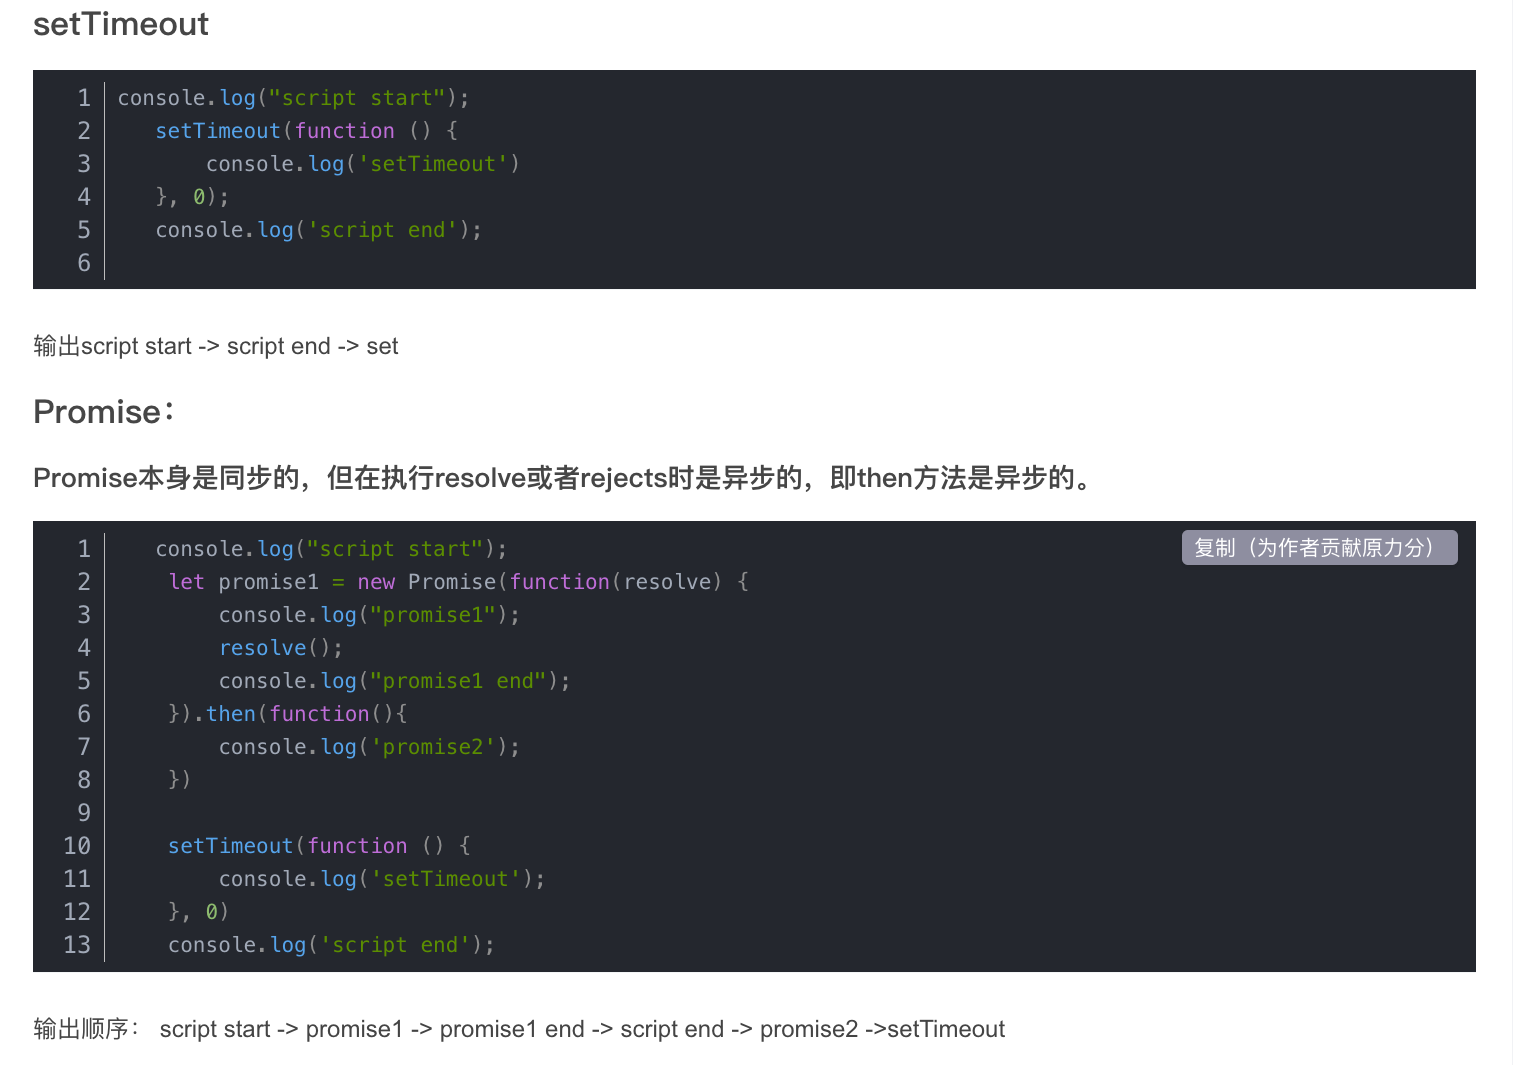 setTimeout
1 console.log("script start");
2    setTimeout(function () {
3        console.log('setTimeout')
4    }, 0);
5    console.log('script end');
6
输出script start -> script end -> set
Promise：
Promise本身是同步的，但在执行resolve或者rejects时是异步的，即then方法是异步的。
复制（为作者贡献原力分）
1    console.log("script start");
2     let promise1 = new Promise(function(resolve) {
3         console.log("promise1");
4         resolve();
5         console.log("promise1 end");
6     }).then(function(){
7         console.log('promise2');
8     })
9
10     setTimeout(function () {
11         console.log('setTimeout');
12     }, 0)
13     console.log('script end');
输出顺序： script start -> promise1 -> promise1 end -> script end -> promise2 ->setTimeout